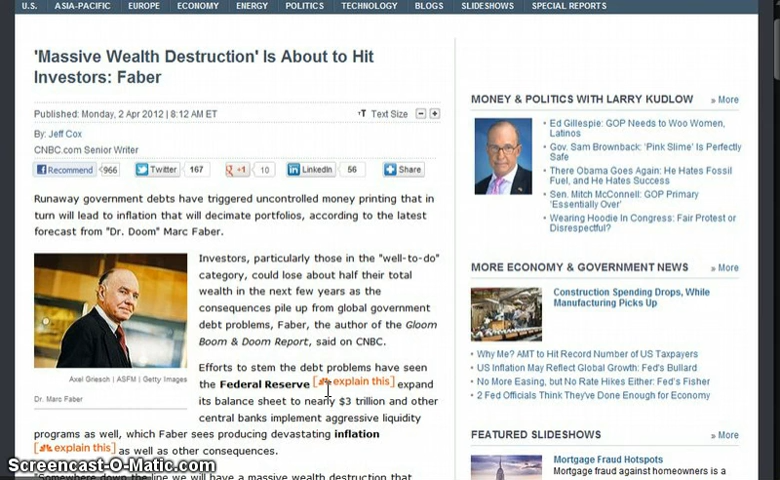 U.S. ASIA-PACIFIC EUROPE ECONOMY ENERGY POLITICS TECHNOLOGY BLOGS SLIDESHOWS SPECIAL REPORTS
'Massive Wealth Destruction' Is About to Hit
Investors: Faber
Published: Monday, 2 Apr 2012 | 8:12 AM ET
T Text Size
By: Jeff Cox
CNBC.com Senior Writer
Recommend 966 Twitter 167 +1 10 LinkedIn 56 Share
Runaway government debts have triggered uncontrolled money printing that in
turn will lead to inflation that will decimate portfolios, according to the latest
forecast from "Dr. Doom" Marc Faber.
Investors, particularly those in the "well-to-do"
category, could lose about half their total
wealth in the next few years as the
consequences pile up from global government
debt problems, Faber, the author of the Gloom
Boom & Doom Report, said on CNBC.
Axel Griesch | ASFM | Getty Images
Dr. Marc Faber
Efforts to stem the debt problems have seen
the Federal Reserve [explain this] expand
its balance sheet to nearly $3 trillion and other
central banks implement aggressive liquidity
programs as well, which Faber sees producing devastating inflation
[explain this] as well as other consequences.
"Somewhere down the line we will have a massive wealth destruction that
MONEY & POLITICS WITH LARRY KUDLOW » More
Ed Gillespie: GOP Needs to Woo Women,
Latinos
Gov. Sam Brownback: 'Pink Slime' Is Perfectly
Safe
There Obama Goes Again: He Hates Fossil
Fuel, and He Hates Success
Sen. Mitch McConnell: GOP Primary
'Essentially Over'
Wearing Hoodie In Congress: Fair Protest or
Disrespectful?
MORE ECONOMY & GOVERNMENT NEWS » More
Construction Spending Drops, While
Manufacturing Picks Up
Why Me? AMT to Hit Record Number of US Taxpayers
US Inflation May Reflect Global Growth: Fed's Bullard
No More Easing, but No Rate Hikes Either: Fed's Fisher
2 Fed Officials Think They've Done Enough for Economy
FEATURED SLIDESHOWS » More
Mortgage Fraud Hotspots
Mortgage fraud against homeowners is a
Screencast-O-Matic.com